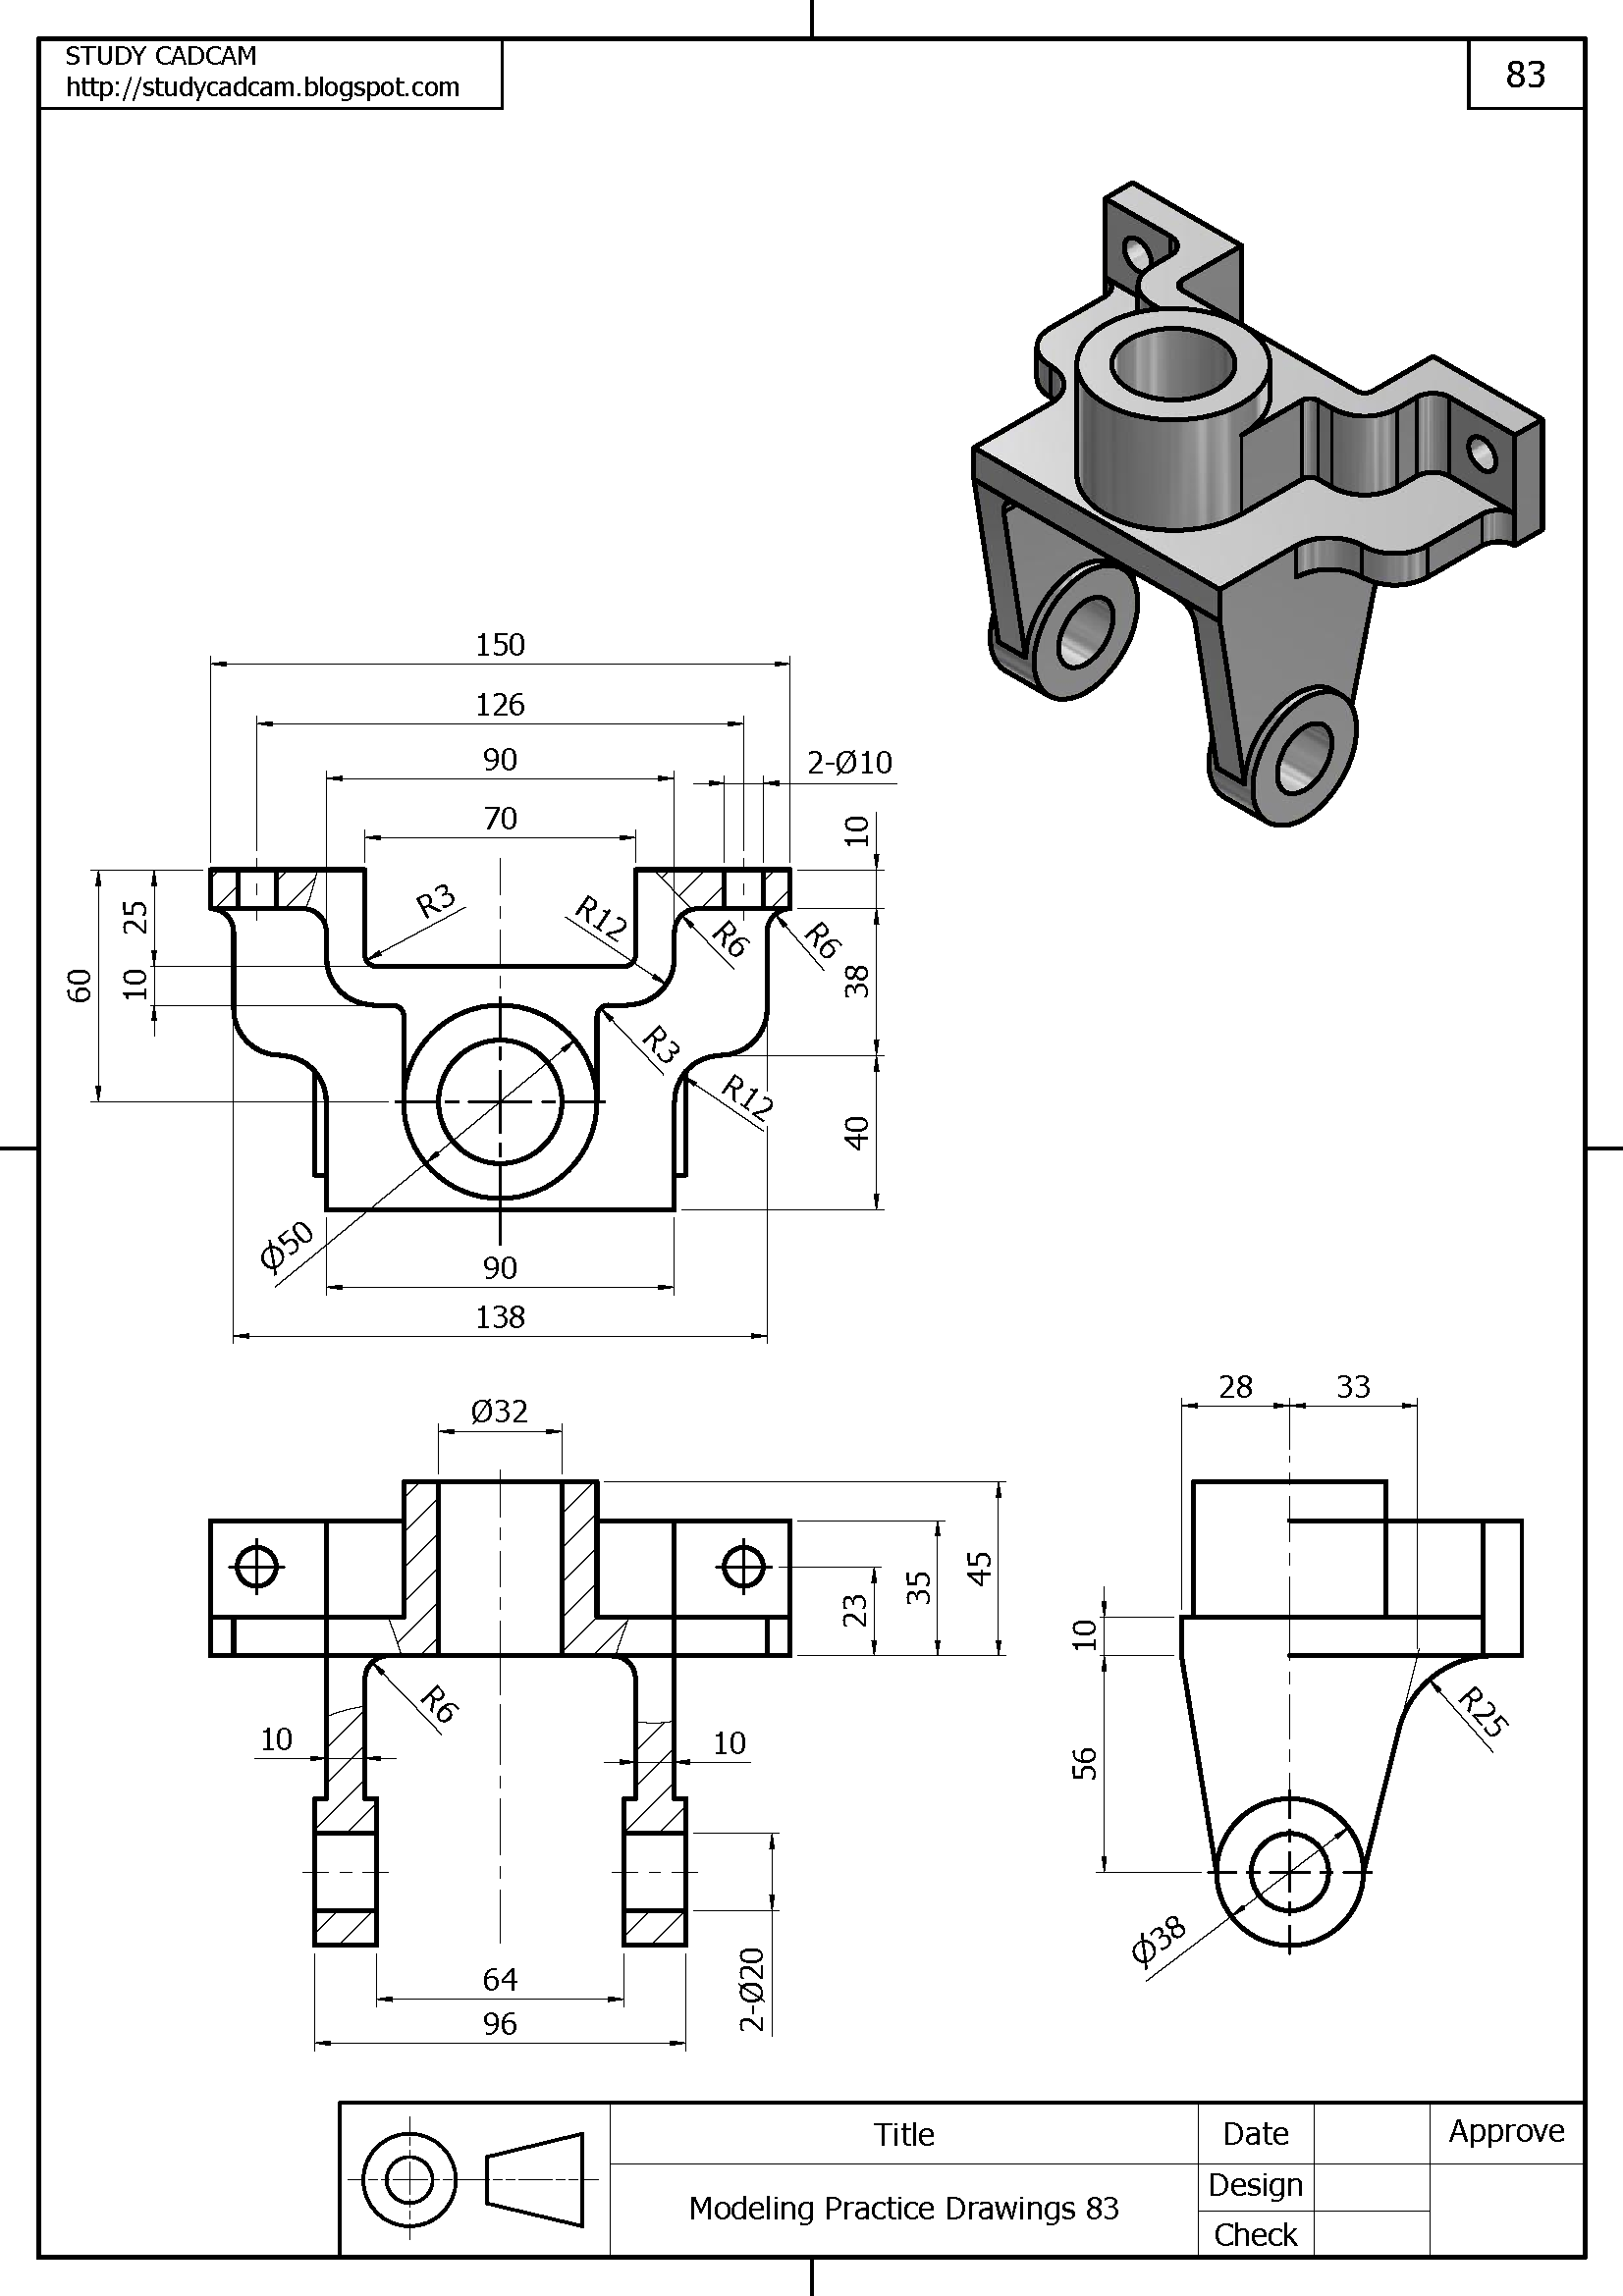 STUDY CADCAM
http://studycadcam.blogspot.com
83
150
126
90
2-Ø10
70
10
R3
R12
R6
R6
25
10
60
38
R3
R12
40
Ø50
90
138
Ø32
28
33
45
35
23
10
R6
10
10
R25
56
Ø38
64
96
2-Ø20
Title
Date
Approve
Modeling Practice Drawings 83
Design
Check